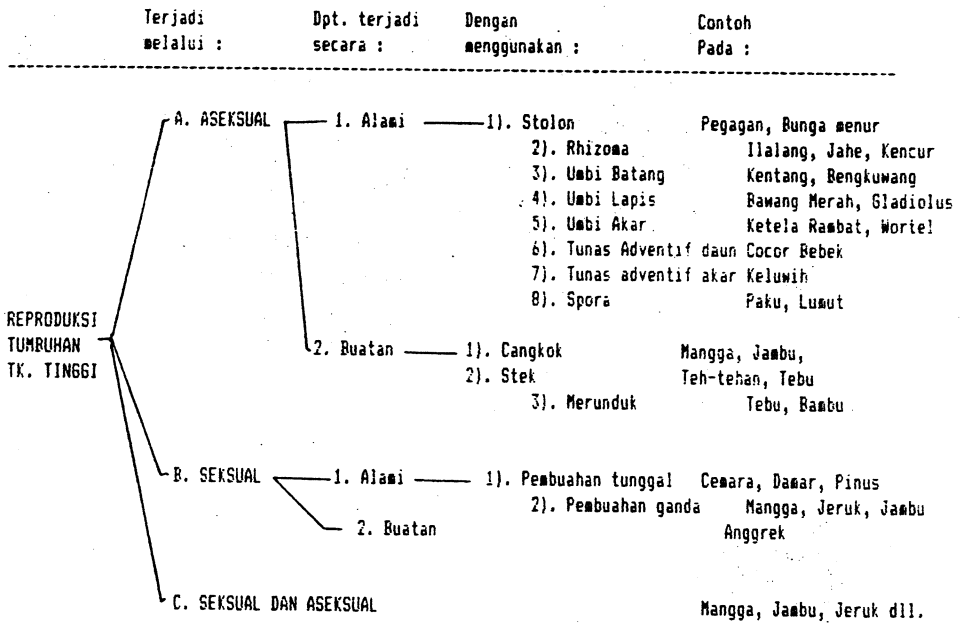 Terjadi Dpt. terjadi Dengan Contoh
melalui : secara : menggunakan : Pada :
A. ASEKSUAL 1. Alami 1). Stolon Pegagan, Bunga menur
2). Rhizoma Ilalang, Jahe, Kencur
3). Umbi Batang Kentang, Bengkuwang
4). Umbi Lapis Bawang Merah, Gladiolus
5). Umbi Akar Ketela Rambat, Wortel
6). Tunas Adventif daun Cocor Bebek
7). Tunas adventif akar Keluwih
8). Spora Paku, Lumut
REPRODUKSI
TUMBUHAN
TK. TINGGI
2. Buatan 1). Cangkok Mangga, Jambu,
2). Stek Teh-tehan, Tebu
3). Merunduk Tebu, Bambu
B. SEKSUAL 1. Alami 1). Pembuahan tunggal Cemara, Damar, Pinus
2). Pembuahan ganda Mangga, Jeruk, Jambu
Anggrek
2. Buatan
C. SEKSUAL DAN ASEKSUAL Mangga, Jambu, Jeruk dll.